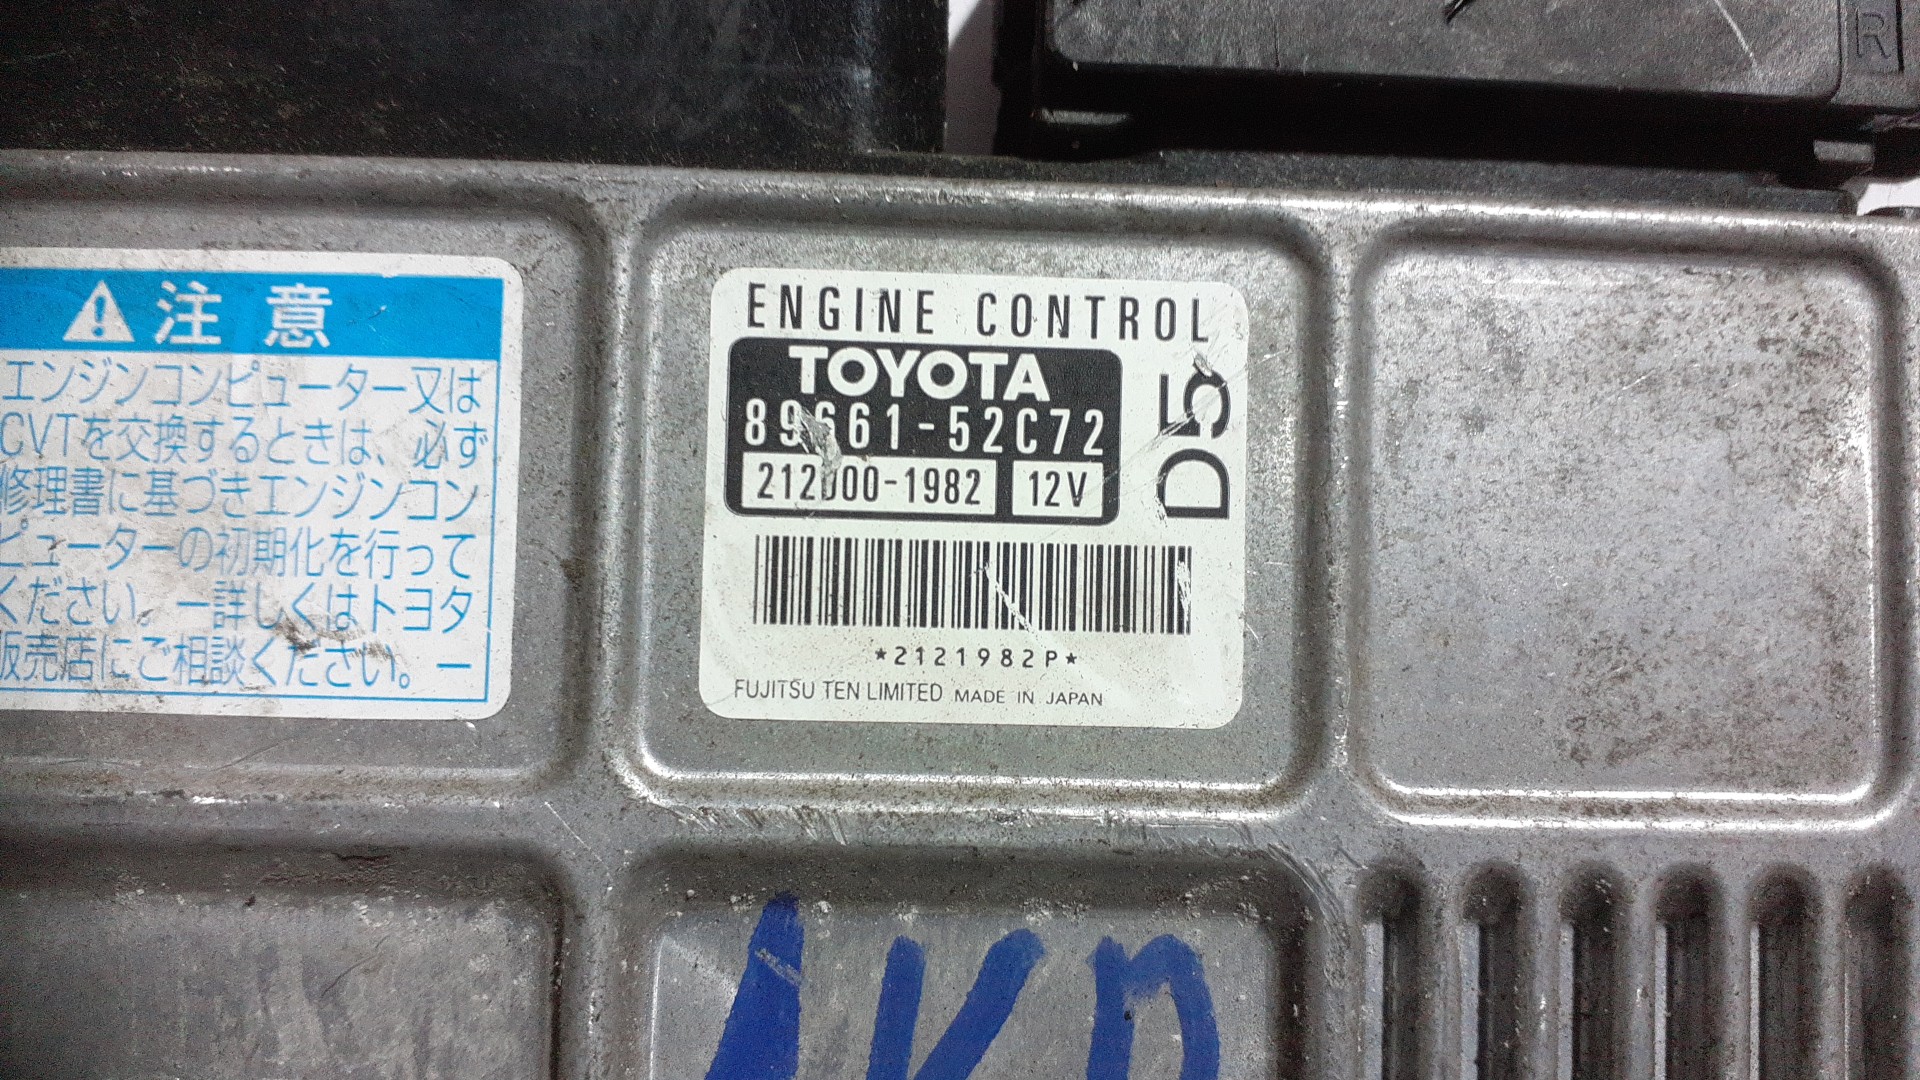 注意
エンジンコンピューター又は
CVTを交換するときは、必ず
修理書に基づきエンジンコン
ピューターの初期化を行って
ください。ー詳しくはトヨタ
販売店にご相談ください。ー
ENGINE CONTROL
TOYOTA
89661-52C72
212000-1982 12V
D5
*2121982P*
FUJITSU TEN LIMITED MADE IN JAPAN
R